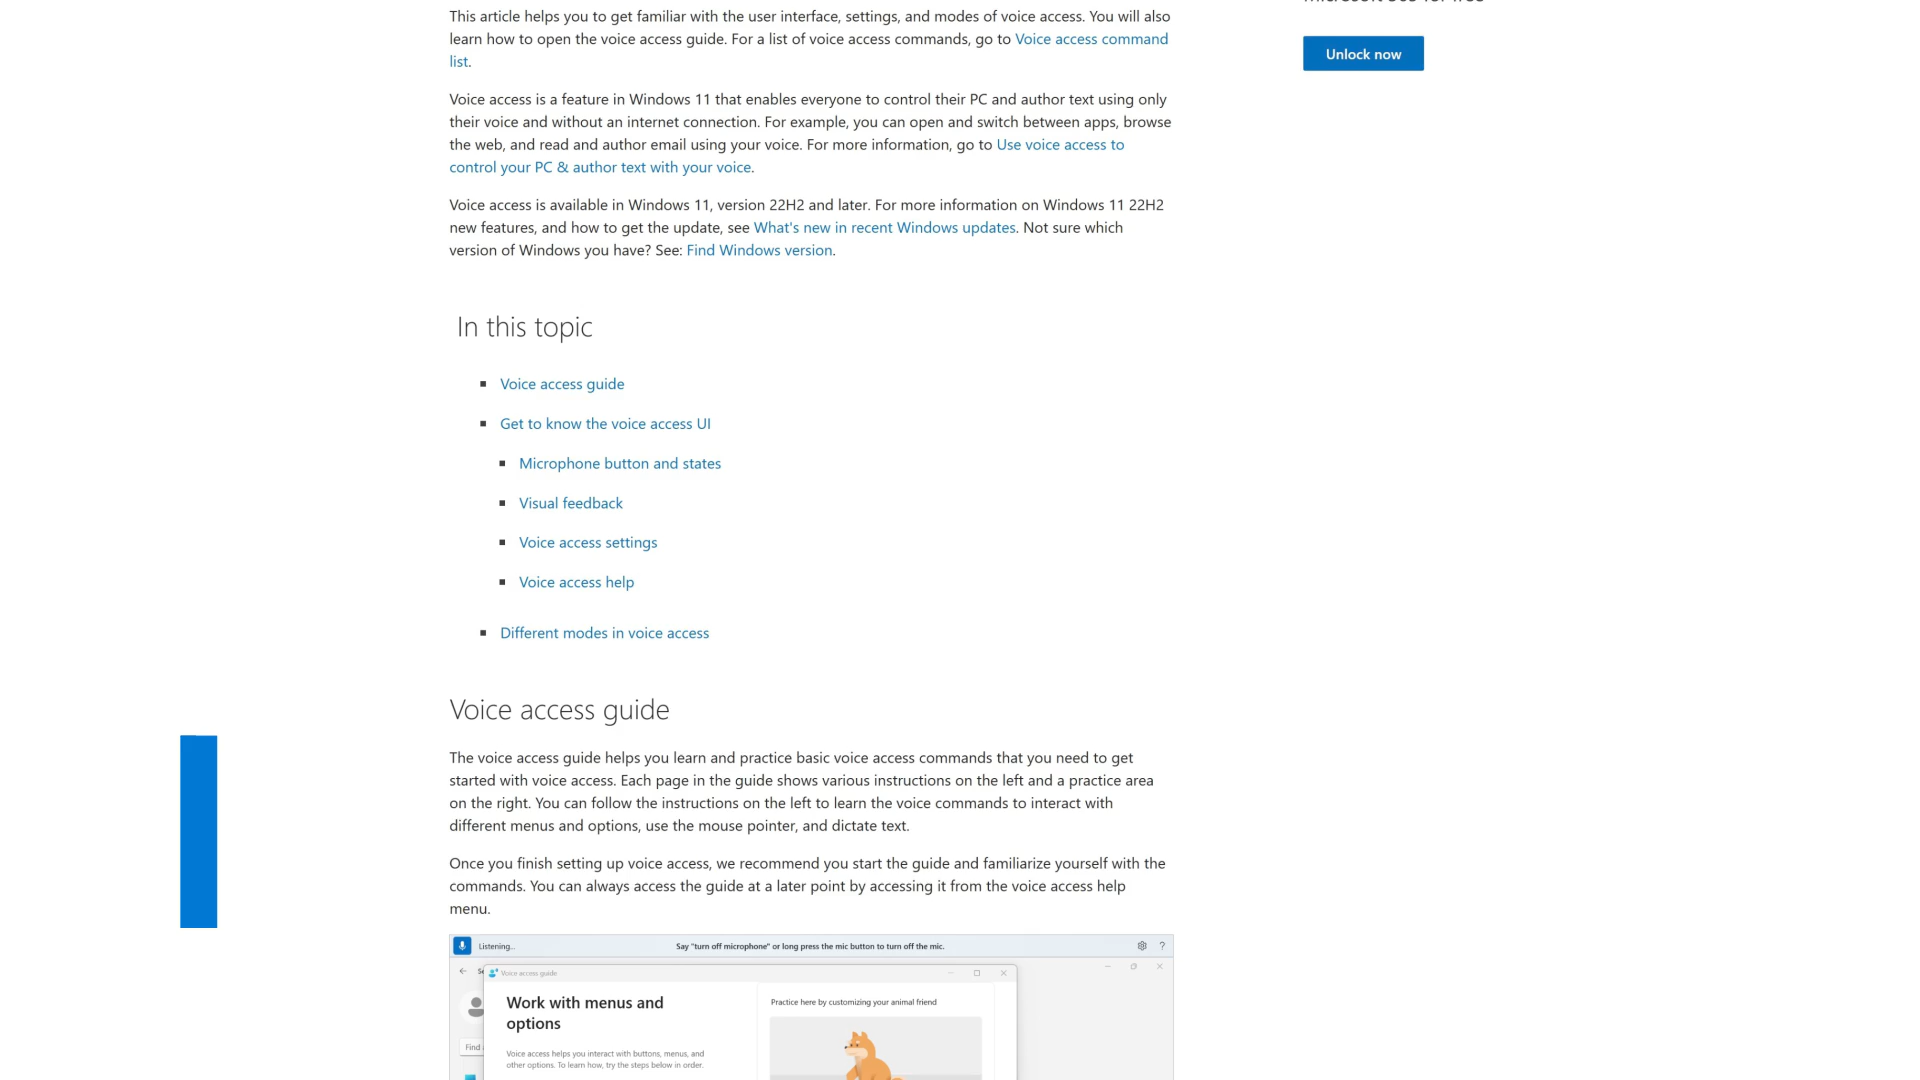 This article helps you to get familiar with the user interface, settings, and modes of voice access. You will also
learn how to open the voice access guide. For a list of voice access commands, go to Voice access command
list.
Voice access is a feature in Windows 11 that enables everyone to control their PC and author text using only
their voice and without an internet connection. For example, you can open and switch between apps, browse
the web, and read and author email using your voice. For more information, go to Use voice access to
control your PC & author text with your voice.
Voice access is available in Windows 11, version 22H2 and later. For more information on Windows 11 22H2
new features, and how to get the update, see What's new in recent Windows updates. Not sure which
version of Windows you have? See: Find Windows version.
In this topic
Voice access guide
Get to know the voice access UI
Microphone button and states
Visual feedback
Voice access settings
Voice access help
Different modes in voice access
Voice access guide
The voice access guide helps you learn and practice basic voice access commands that you need to get
started with voice access. Each page in the guide shows various instructions on the left and a practice area
on the right. You can follow the instructions on the left to learn the voice commands to interact with
different menus and options, use the mouse pointer, and dictate text.
Once you finish setting up voice access, we recommend you start the guide and familiarize yourself with the
commands. You can always access the guide at a later point by accessing it from the voice access help
menu.
Listening...
Say "turn off microphone" or long press the mic button to turn off the mic.
?
Voice access guide
Work with menus and
options
Voice access helps you interact with buttons, menus, and
other options. To learn how, try the steps below in order.
Practice here by customizing your animal friend
Find
Unlock now